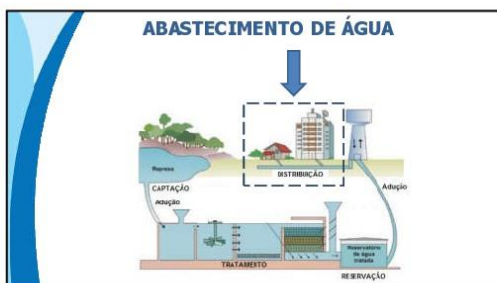 ABASTECIMENTO DE ÁGUA
Represa
CAPTAÇÃO
ADUÇÃO
DISTRIBUIÇÃO
Adução
TRATAMENTO
Reservatório
de água
tratada
RESERVAÇÃO